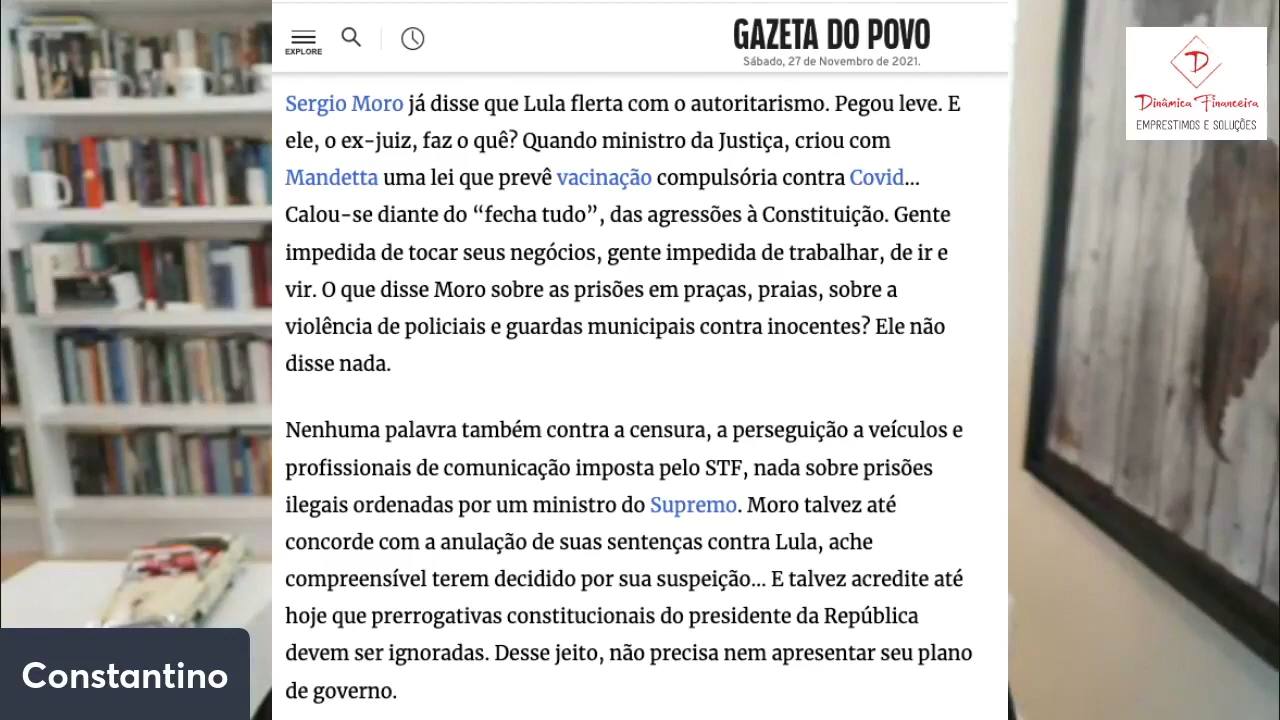 EXPLORE
GAZETA DO POVO
Sábado, 27 de Novembro de 2021.
D
Dinâmica Financeira
EMPRESTIMOS E SOLUÇÕES
Sergio Moro já disse que Lula flerta com o autoritarismo. Pegou leve. E
ele, o ex-juiz, faz o quê? Quando ministro da Justiça, criou com
Mandetta uma lei que prevê vacinação compulsória contra Covid...
Calou-se diante do “fecha tudo”, das agressões à Constituição. Gente
impedida de tocar seus negócios, gente impedida de trabalhar, de ir e
vir. O que disse Moro sobre as prisões em praças, praias, sobre a
violência de policiais e guardas municipais contra inocentes? Ele não
disse nada.
Nenhuma palavra também contra a censura, a perseguição a veículos e
profissionais de comunicação imposta pelo STF, nada sobre prisões
ilegais ordenadas por um ministro do Supremo. Moro talvez até
concorde com a anulação de suas sentenças contra Lula, ache
compreensível terem decidido por sua suspeição... E talvez acredite até
hoje que prerrogativas constitucionais do presidente da República
devem ser ignoradas. Desse jeito, não precisa nem apresentar seu plano
de governo.
Constantino